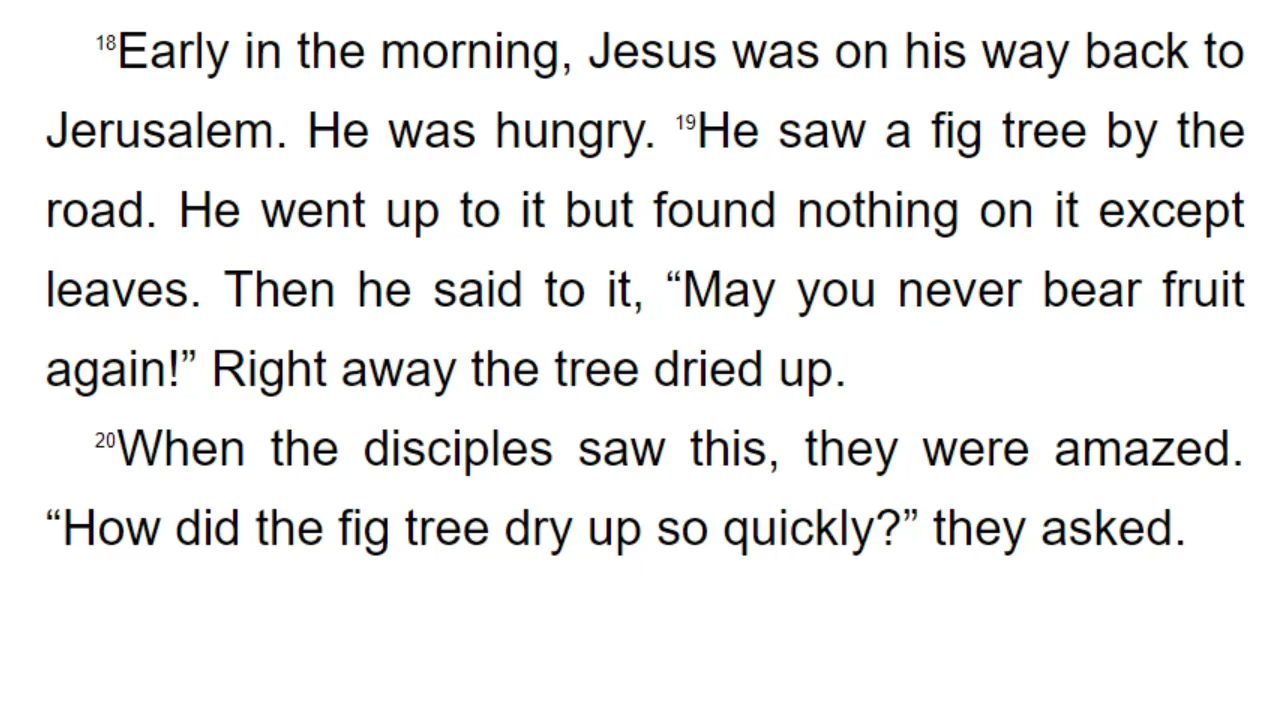 18Early in the morning, Jesus was on his way back to
Jerusalem. He was hungry. 19He saw a fig tree by the
road. He went up to it but found nothing on it except
leaves. Then he said to it, “May you never bear fruit
again!” Right away the tree dried up.
20When the disciples saw this, they were amazed.
“How did the fig tree dry up so quickly?” they asked.